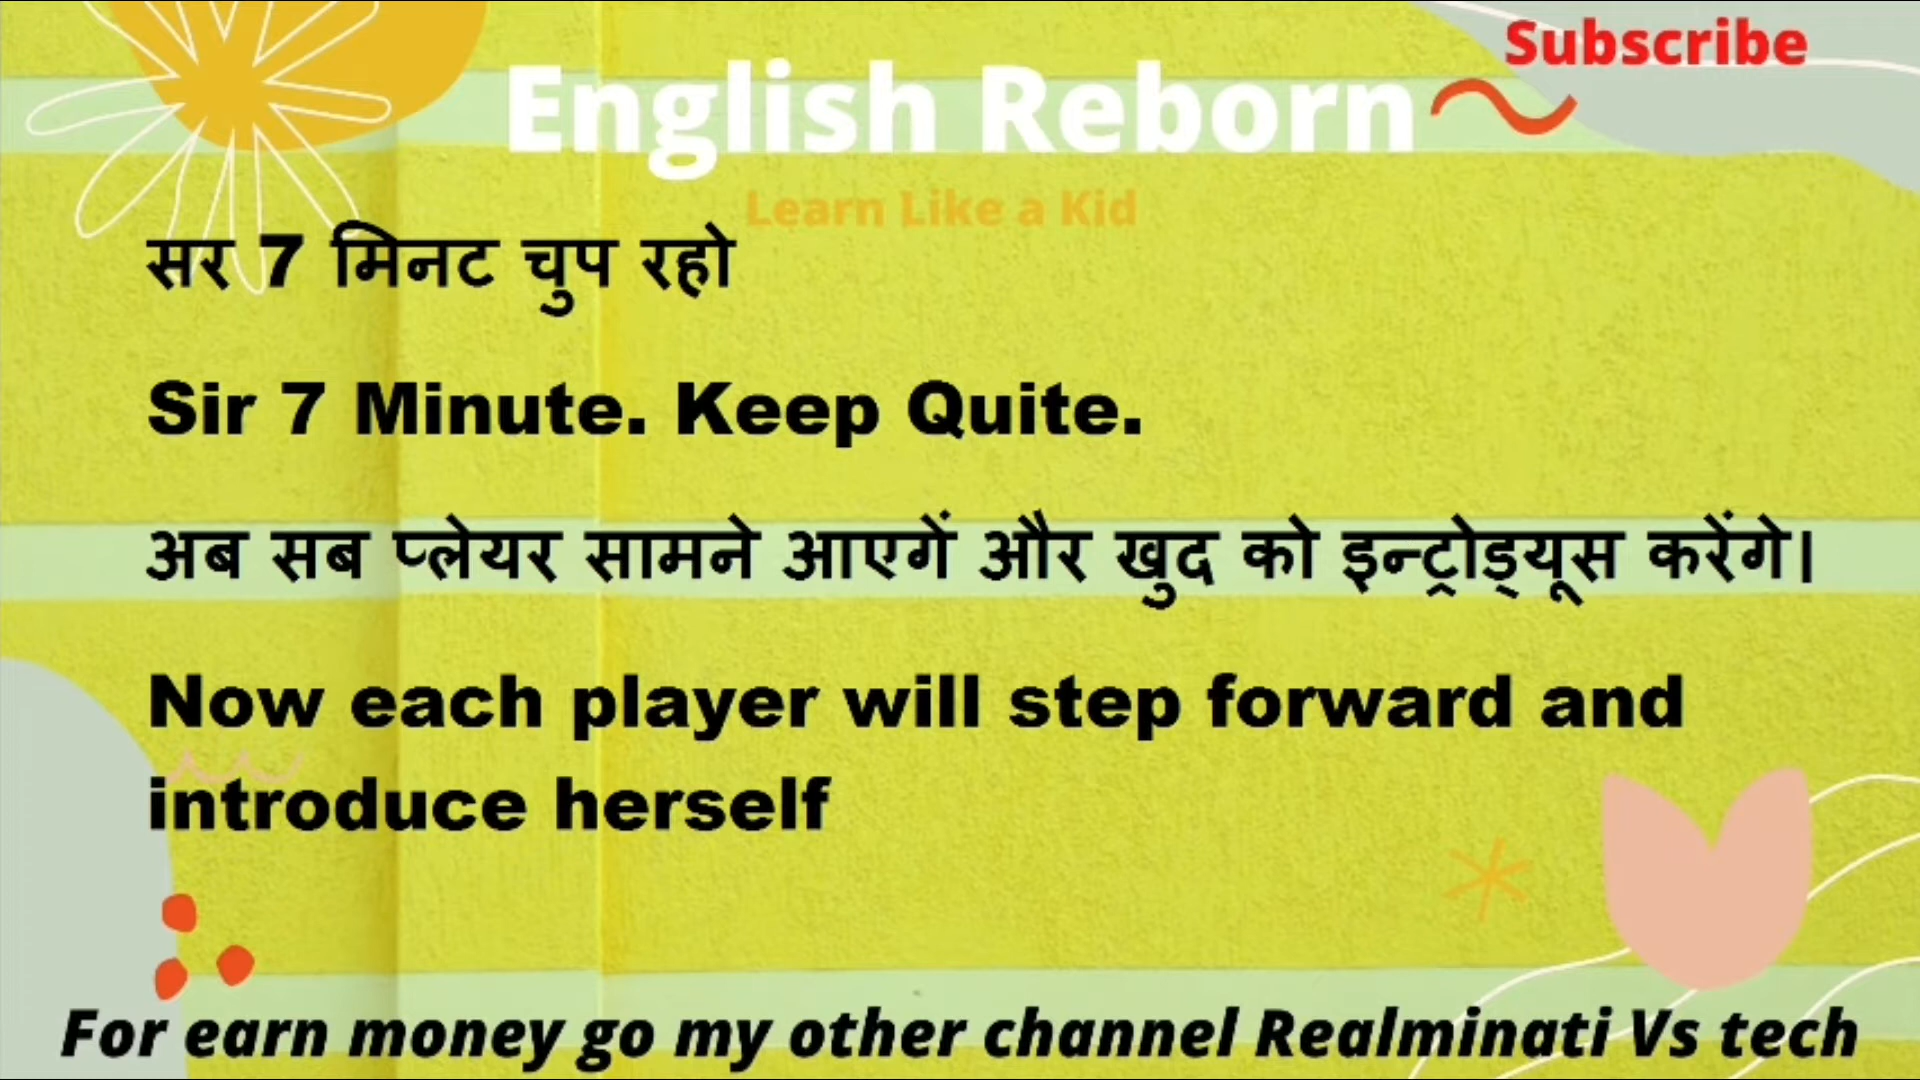 Subscribe
English Reborn
Learn Like a Kid
सर 7 मिनट चुप रहो
Sir 7 Minute. Keep Quite.
अब सब प्लेयर सामने आएगें और खुद को इन्ट्रोड्यूस करेंगे।
Now each player will step forward and
introduce herself
For earn money go my other channel Realminati Vs tech